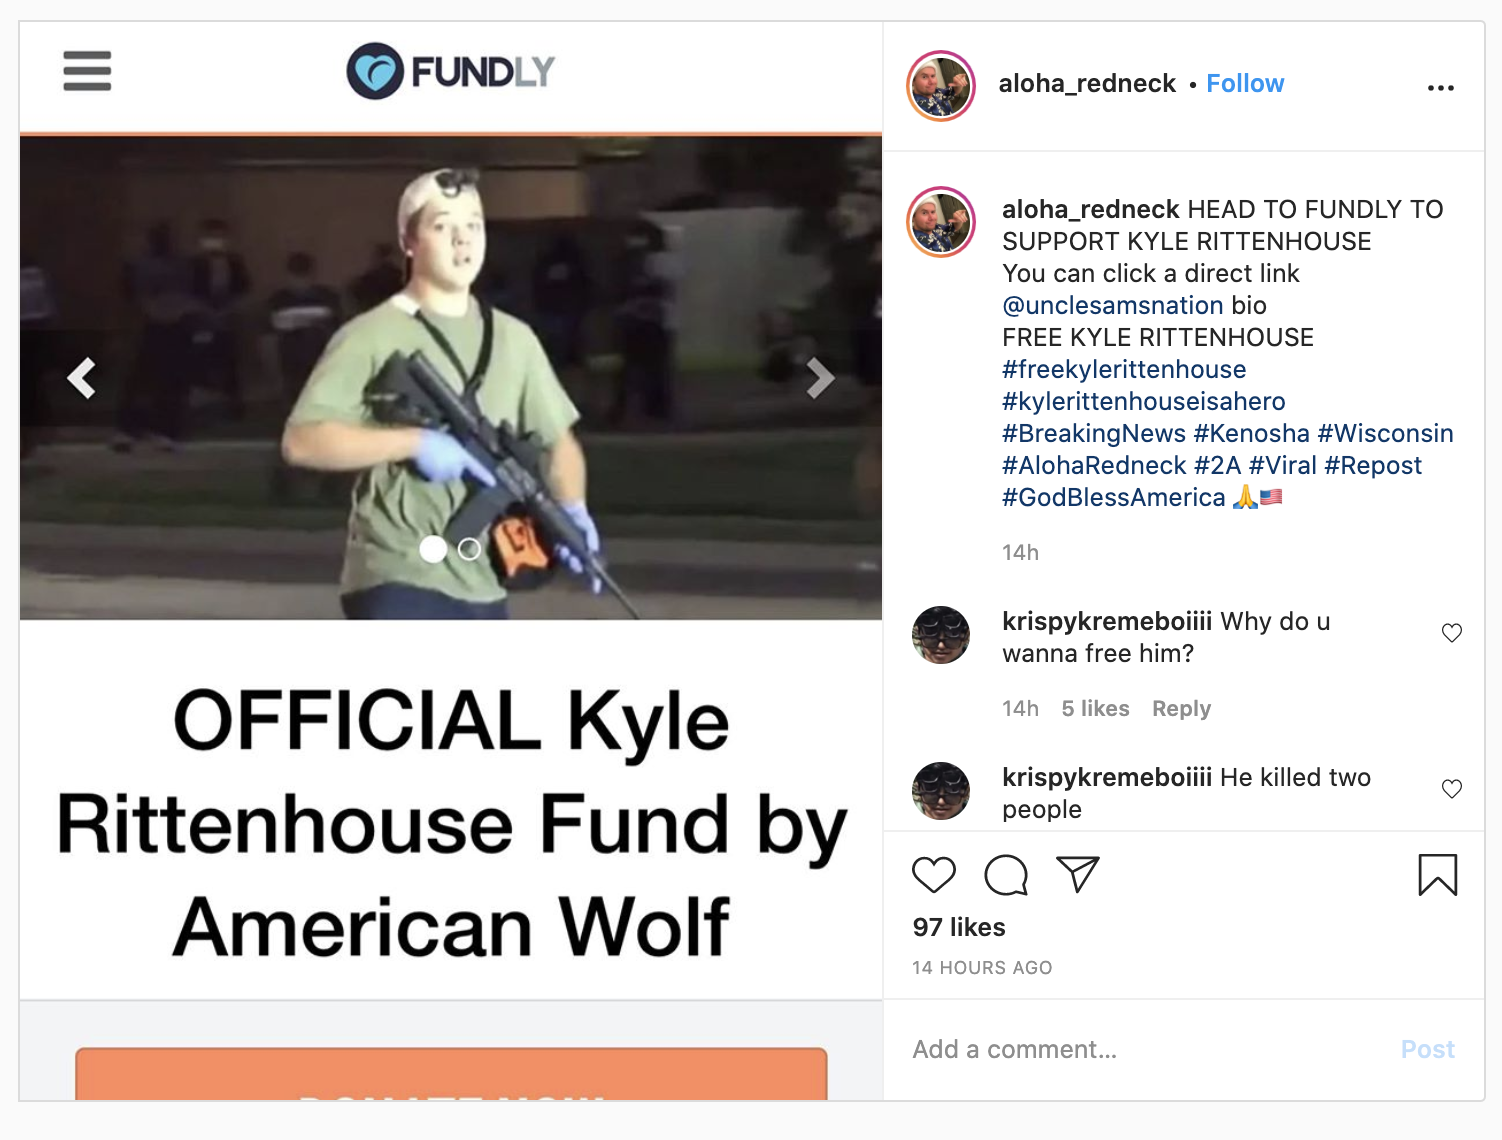 FUNDLY
OFFICIAL Kyle
Rittenhouse Fund by
American Wolf
aloha_redneck • Follow
aloha_redneck HEAD TO FUNDLY TO
SUPPORT KYLE RITTENHOUSE
You can click a direct link
@unclesamsnation bio
FREE KYLE RITTENHOUSE
#freekylerittenhouse
#kylerittenhouseisahero
#BreakingNews #Kenosha #Wisconsin
#AlohaRedneck #2A #Viral #Repost
#GodBlessAmerica 🙏🇺🇸
14h
krispykremeboiiii Why do u
wanna free him?
14h 5 likes Reply
krispykremeboiiii He killed two
people
97 likes
14 HOURS AGO
Add a comment... Post